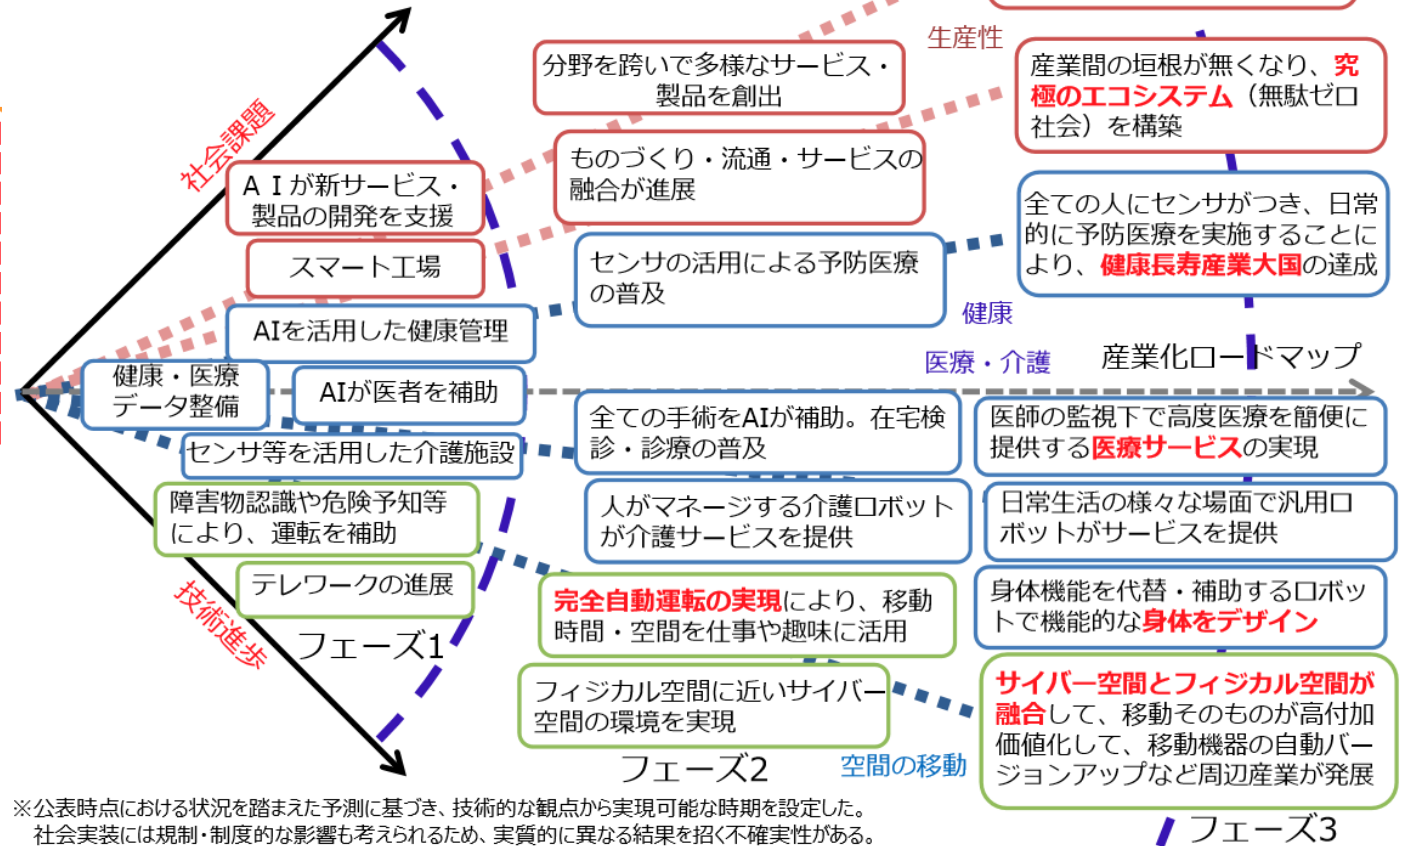 社会課題
生産性
分野を跨いで多様なサービス・
製品を創出
産業間の垣根が無くなり、究
極のエコシステム（無駄ゼロ
社会）を構築
ＡＩが新サービス・
製品の開発を支援
ものづくり・流通・サービスの
融合が進展
スマート工場
センサの活用による予防医療
の普及
全ての人にセンサがつき、日常
的に予防医療を実施することに
より、健康長寿産業大国の達成
AIを活用した健康管理
健康
医療・介護
産業化ロードマップ
健康・医療
データ整備
AIが医者を補助
全ての手術をAIが補助。在宅検
診・診療の普及
医師の監視下で高度医療を簡便に
提供する医療サービスの実現
センサ等を活用した介護施設
人がマネージする介護ロボット
が介護サービスを提供
日常生活の様々な場面で汎用ロ
ボットがサービスを提供
障害物認識や危険予知等
により、運転を補助
テレワークの進展
完全自動運転の実現により、移動
時間・空間を仕事や趣味に活用
身体機能を代替・補助するロボッ
トで機能的な身体をデザイン
技術進歩
フェーズ1
フィジカル空間に近いサイバー
空間の環境を実現
サイバー空間とフィジカル空間が
融合して、移動そのものが高付加
価値化して、移動機器の自動バー
ジョンアップなど周辺産業が発展
フェーズ2
空間の移動
フェーズ3
※公表時点における状況を踏まえた予測に基づき、技術的な観点から実現可能な時期を設定した。
社会実装には規制・制度的な影響も考えられるため、実質的に異なる結果を招く不確実性がある。